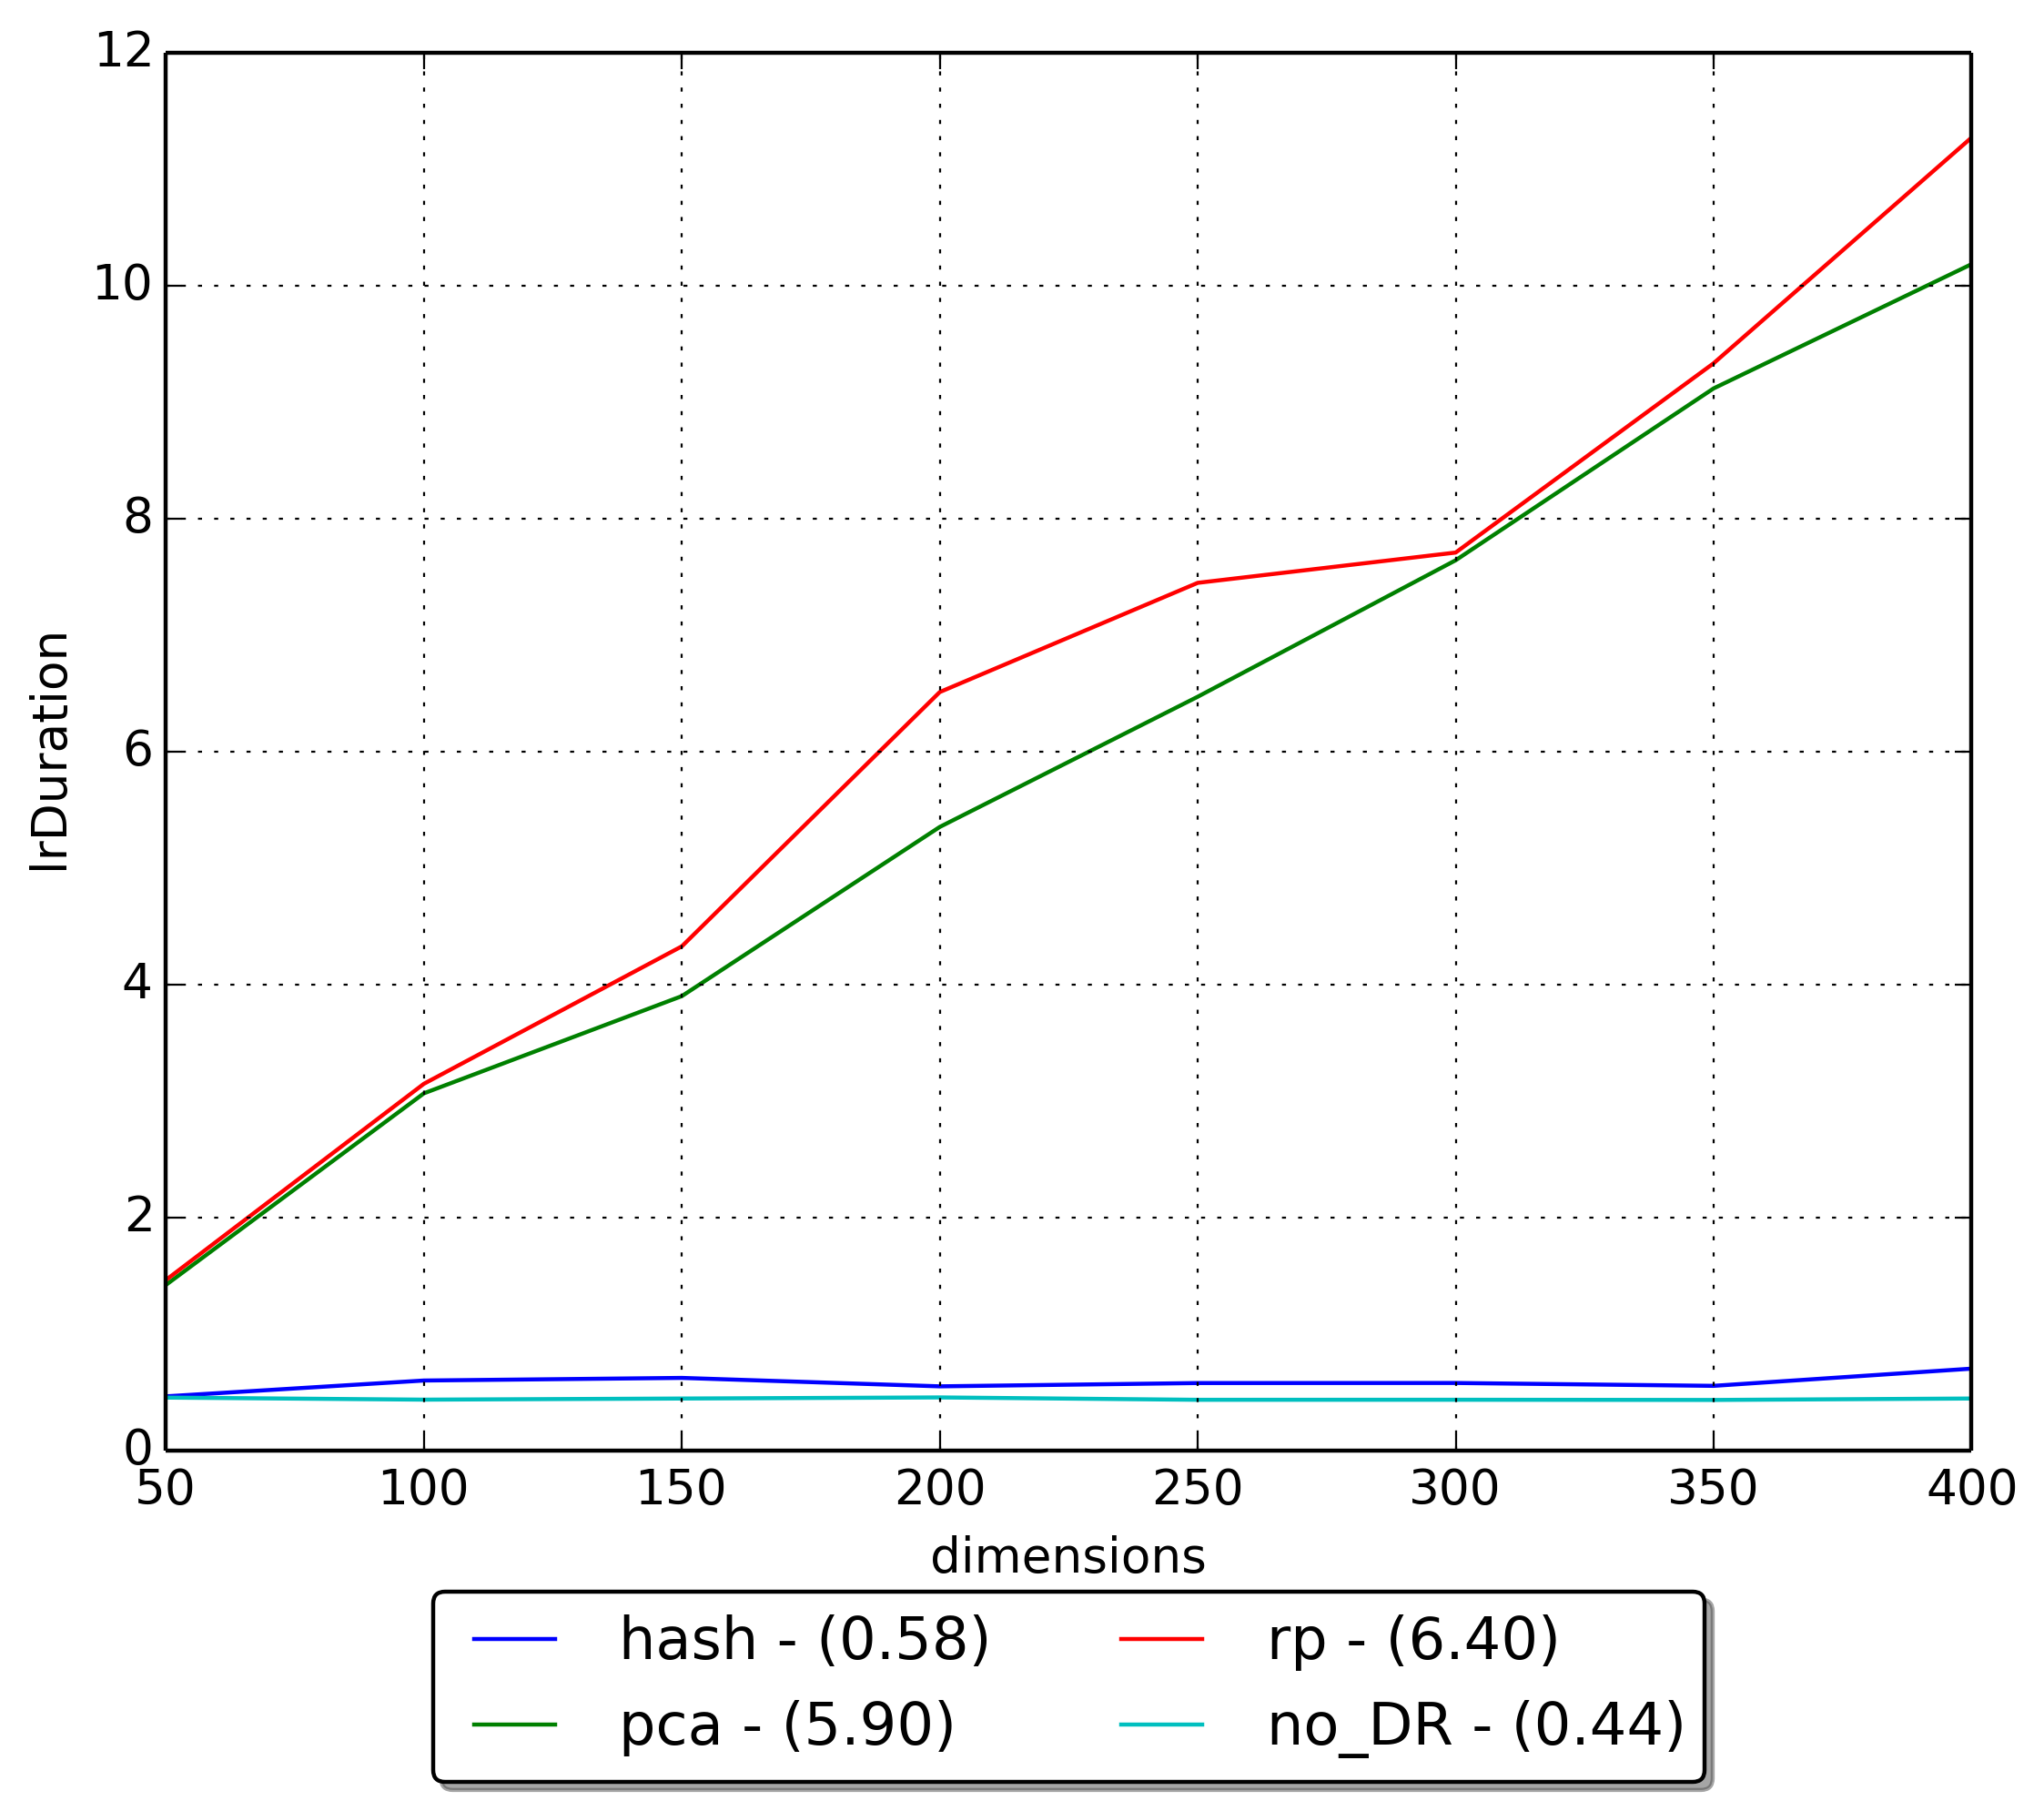 12
10
8
6
4
2
0
lrDuration
50 100 150 200 250 300 350 400
dimensions
hash - (0.58) rp - (6.40)
pca - (5.90) no_DR - (0.44)